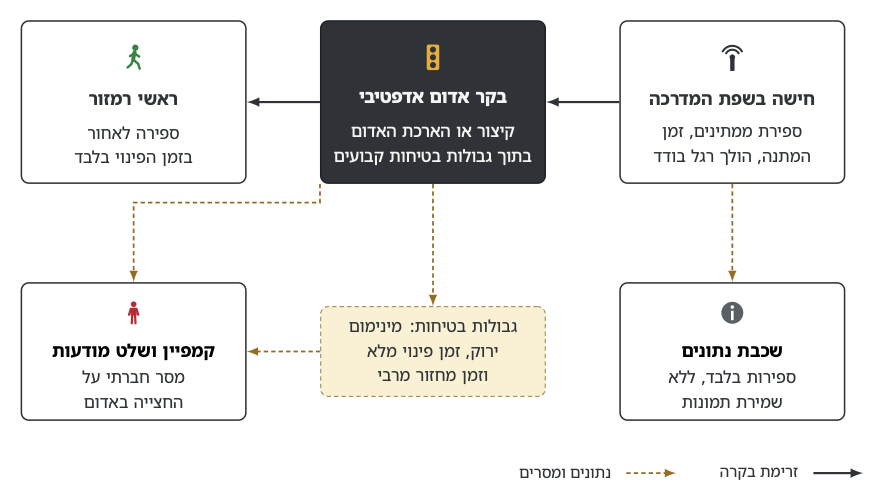 חישה בשפת המדרכה
ספירת ממתינים, זמן
המתנה, הולך רגל בודד
בקר אדום אדפטיבי
קיצור או הארכת האדום
בתוך גבולות בטיחות קבועים
ראשי רמזור
ספירה לאחור
בזמן הפינוי בלבד
שכבת נתונים
ספירות בלבד, ללא
שמירת תמונות
גבולות בטיחות: מינימום
ירוק, זמן פינוי מלא
וזמן מחזור מרבי
קמפיין ושלט מודעות
מסר חברתי על
החצייה באדום
זרימת בקרה
נתונים ומסרים